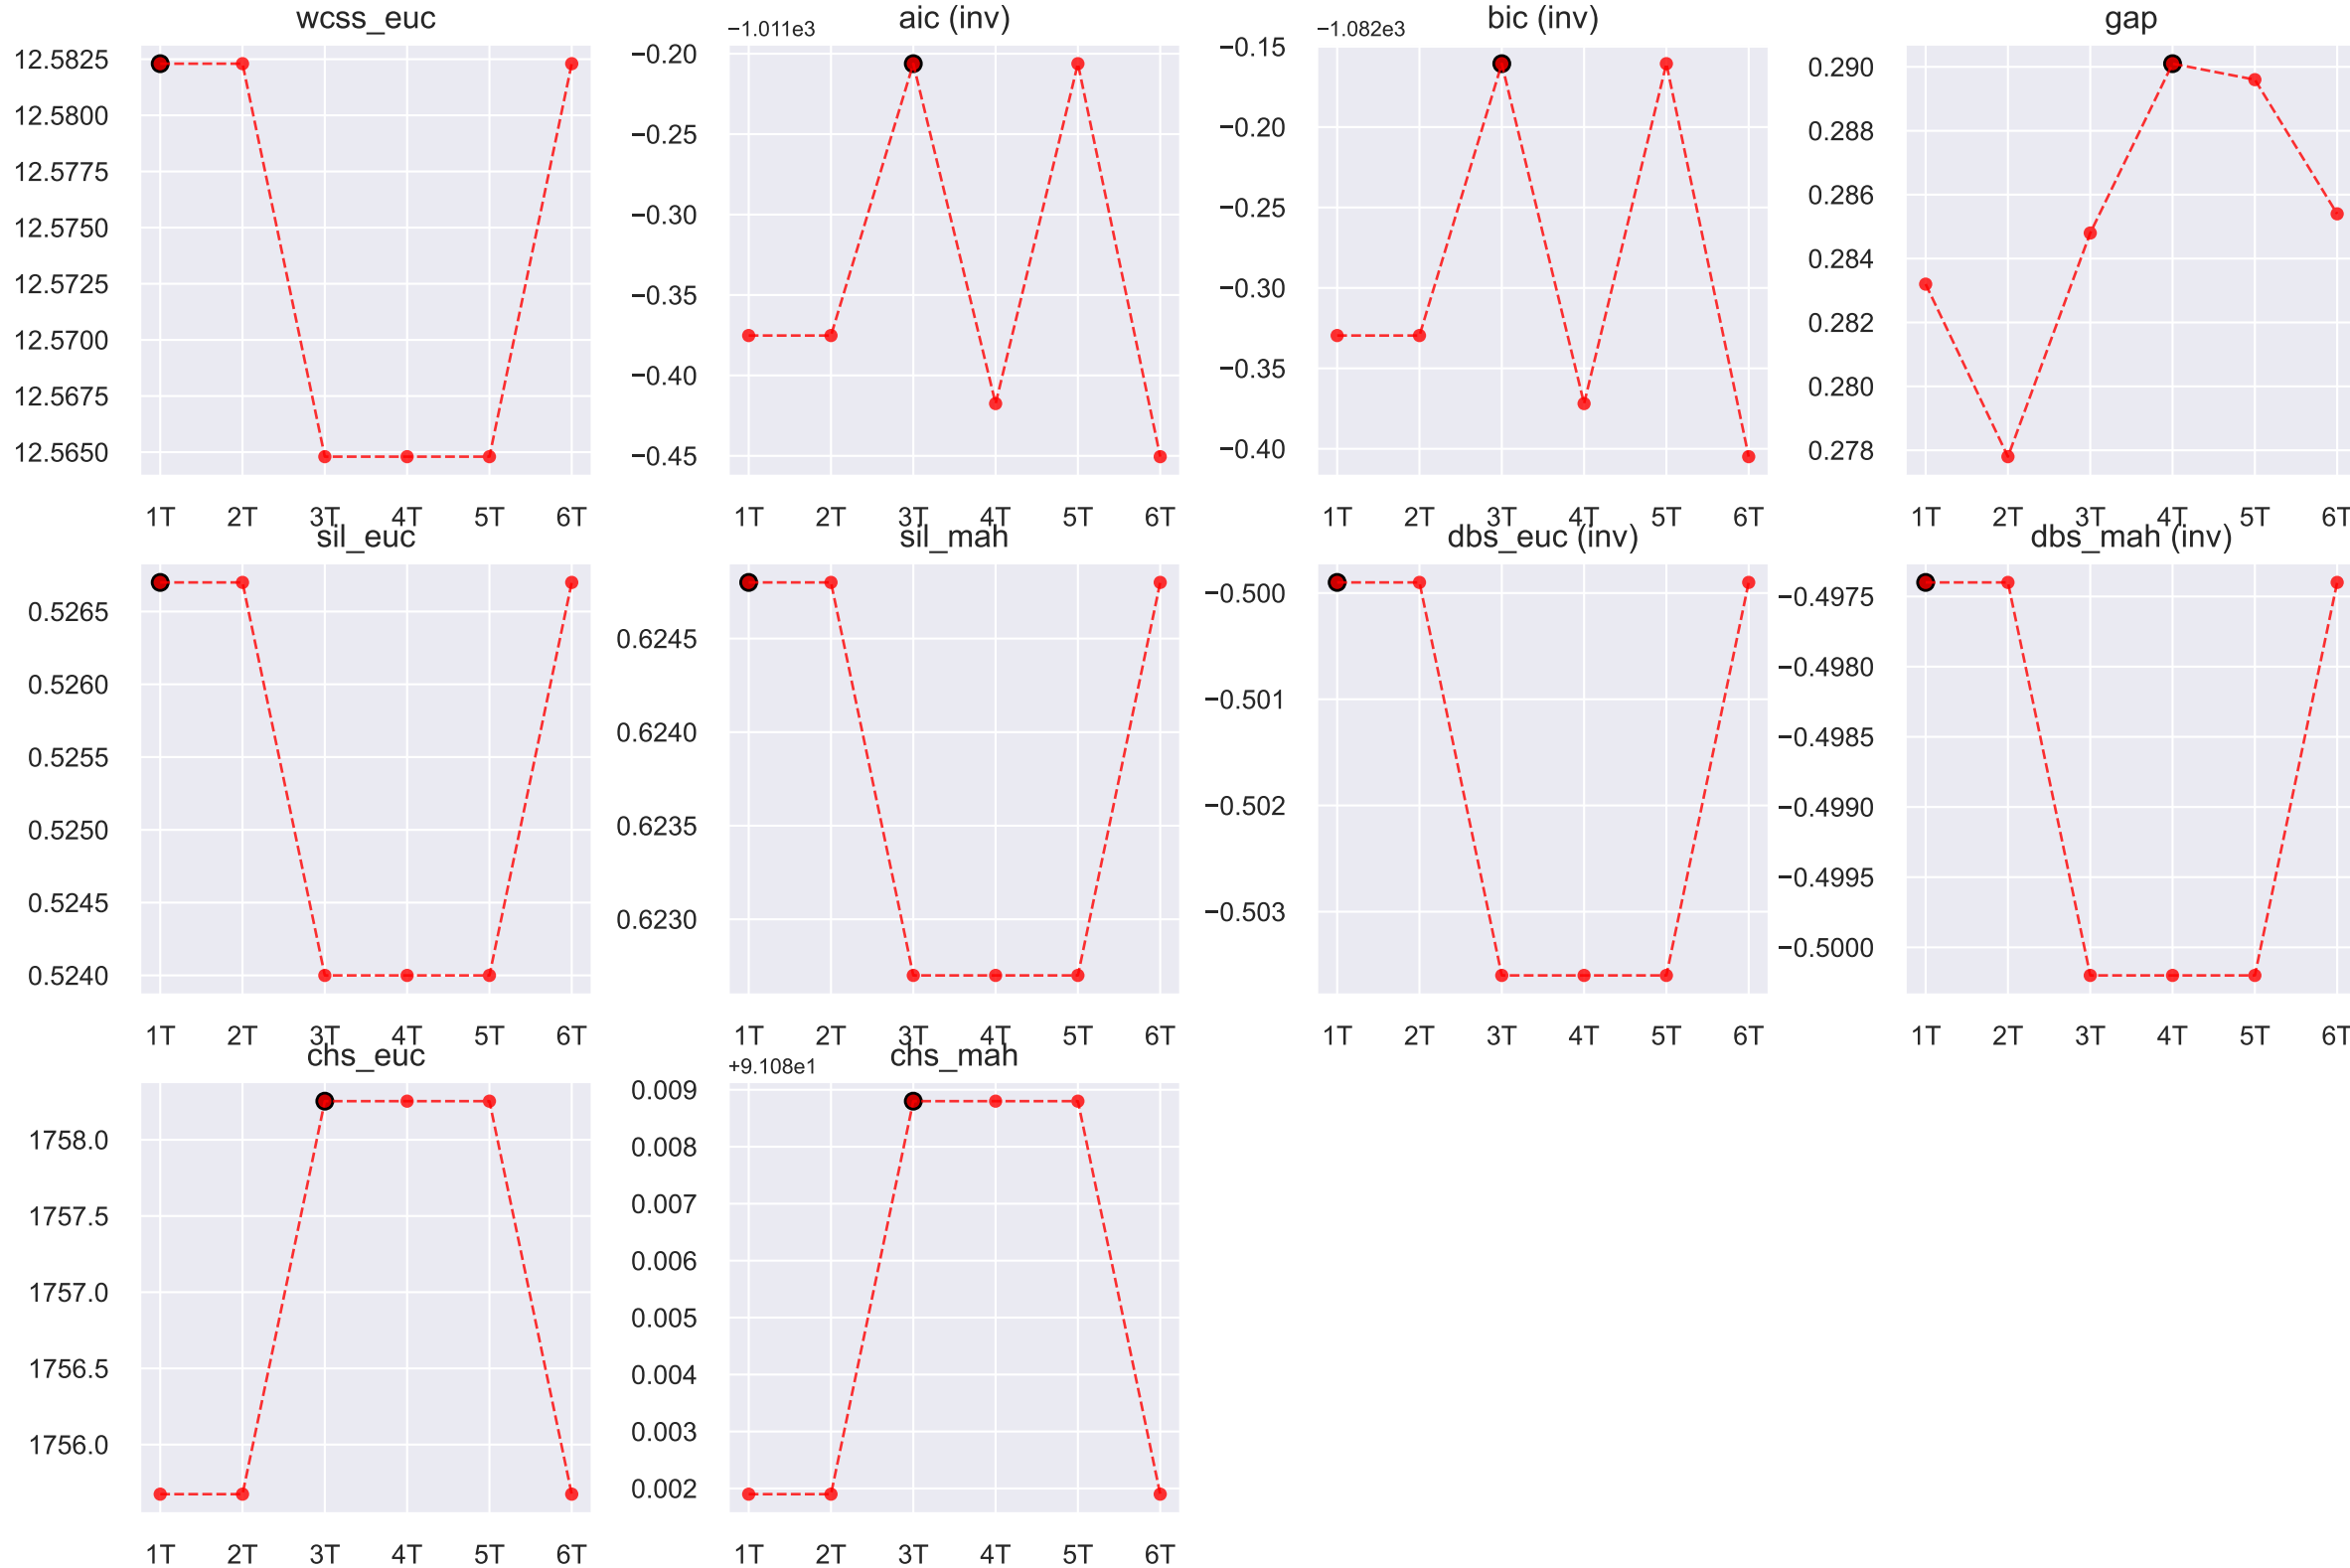 wcss_euc
12.5825
12.5800
12.5775
12.5750
12.5725
12.5700
12.5675
12.5650
1T 2T 3T 4T 5T 6T
aic (inv)
−1.011e3
−0.20
−0.25
−0.30
−0.35
−0.40
−0.45
1T 2T 3T 4T 5T 6T
bic (inv)
−1.082e3
−0.15
−0.20
−0.25
−0.30
−0.35
−0.40
1T 2T 3T 4T 5T 6T
gap
0.290
0.288
0.286
0.284
0.282
0.280
0.278
1T 2T 3T 4T 5T 6T
sil_euc
0.5265
0.5260
0.5255
0.5250
0.5245
0.5240
1T 2T 3T 4T 5T 6T
sil_mah
0.6245
0.6240
0.6235
0.6230
1T 2T 3T 4T 5T 6T
dbs_euc (inv)
−0.500
−0.501
−0.502
−0.503
1T 2T 3T 4T 5T 6T
dbs_mah (inv)
−0.4975
−0.4980
−0.4985
−0.4990
−0.4995
−0.5000
1T 2T 3T 4T 5T 6T
chs_euc
1758.0
1757.5
1757.0
1756.5
1756.0
1T 2T 3T 4T 5T 6T
chs_mah
+9.108e1
0.009
0.008
0.007
0.006
0.005
0.004
0.003
0.002
1T 2T 3T 4T 5T 6T